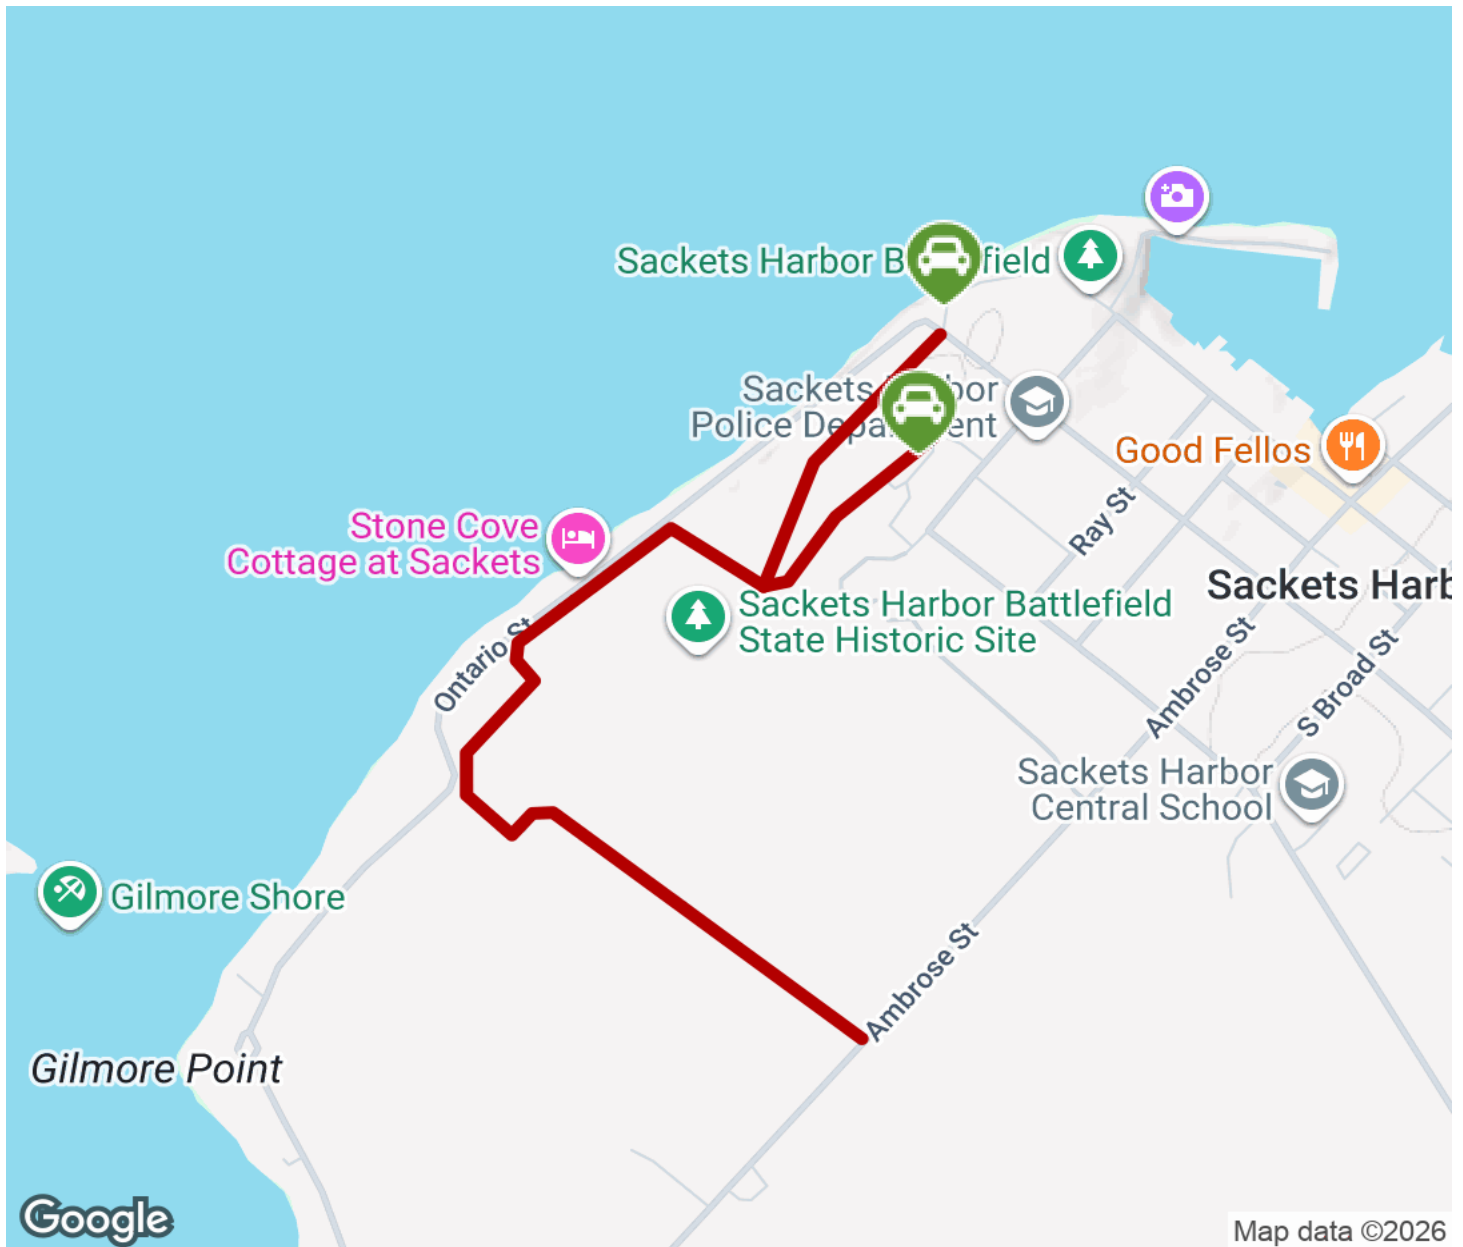 Sackets Harbor B field
Sackets bor
Police Depa ent
Good Fellos
Ray St
Stone Cove
Cottage at Sackets
Sackets Harb
Sackets Harbor Battlefield
State Historic Site
Ontario St
Ambrose St
S Broad St
Sackets Harbor
Central School
Gilmore Shore
Ambrose St
Gilmore Point
Google
Map data ©2026